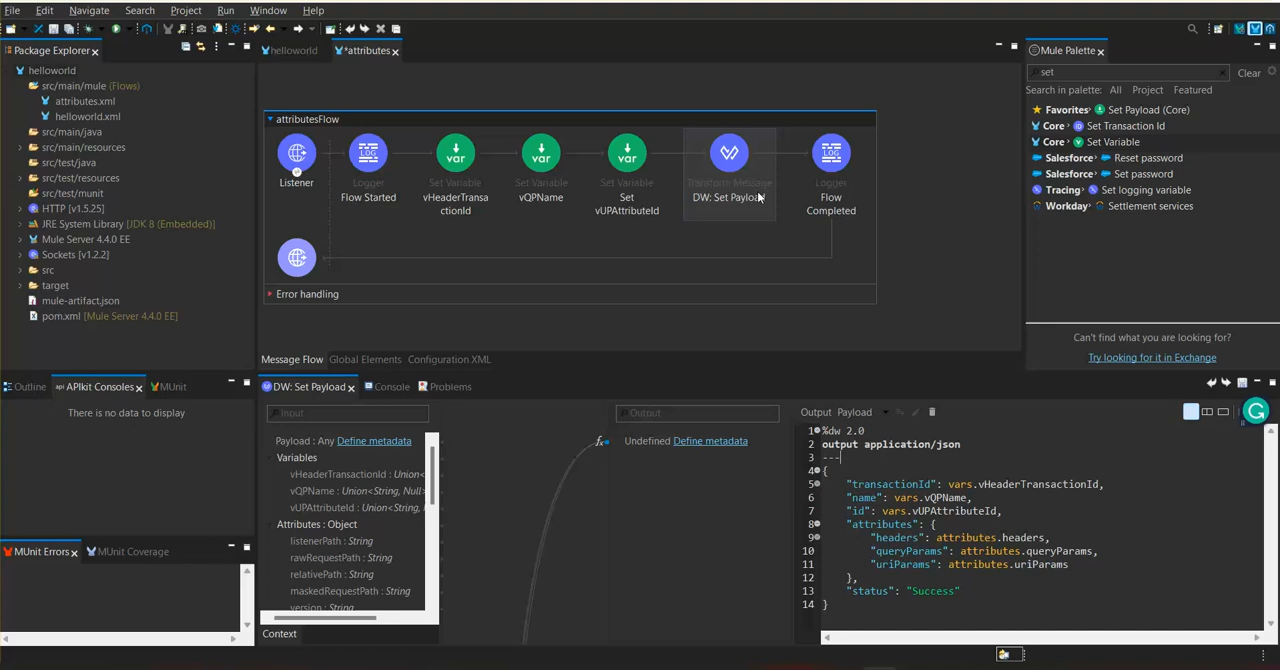 File Edit Navigate Search Project Run Window Help
Package Explorer
helloworld
src/main/mule (Flows)
attributes.xml
helloworld.xml
src/main/java
src/main/resources
src/test/java
src/test/resources
src/test/munit
HTTP [v1.5.25]
JRE System Library [JDK 8 (Embedded)]
Mule Server 4.4.0 EE
Sockets [v1.2.2]
src
target
mule-artifact.json
pom.xml [Mule Server 4.4.0 EE]
Outline API APIkit Consoles MUnit
There is no data to display
MUnit Errors MUnit Coverage
helloworld *attributes
attributesFlow
Listener
LOG
Logger
Flow Started
var
Set Variable
vHeaderTransa
ctionId
var
Set Variable
vQPName
var
Set Variable
Set
vUPAttributeId
Transform Message
DW: Set Payload
LOG
Logger
Flow
Completed
Error handling
Message Flow Global Elements Configuration XML
DW: Set Payload Console Problems
Input
Payload : Any Define metadata
Variables
vHeaderTransactionId : Union<
vQPName : Union<String, Null>
vUPAttributeId : Union<String,
Attributes : Object
listenerPath : String
rawRequestPath : String
relativePath : String
maskedRequestPath : String
version : String
Context
fx
Output
Undefined Define metadata
Output Payload
1 %dw 2.0
2 output application/json
3 ---
4 {
5 "transactionId": vars.vHeaderTransactionId,
6 "name": vars.vQPName,
7 "id": vars.vUPAttributeId,
8 "attributes": {
9 "headers": attributes.headers,
10 "queryParams": attributes.queryParams,
11 "uriParams": attributes.uriParams
12 },
13 "status": "Success"
14 }
Mule Palette
set
Clear
Search in palette: All Project Featured
Favorites Set Payload (Core)
Core Set Transaction Id
Core Set Variable
Salesforce Reset password
Salesforce Set password
Tracing Set logging variable
Workday Settlement services
Can't find what you are looking for?
Try looking for it in Exchange